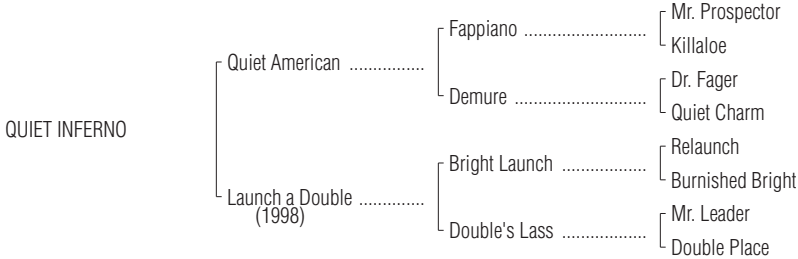 Mr. Prospector
Fappiano ..........................
Killaloe
Quiet American ................
Dr. Fager
Demure ............................
Quiet Charm
QUIET INFERNO
Relaunch
Bright Launch ..................
Burnished Bright
Launch a Double ..............
(1998)
Mr. Leader
Double's Lass ..................
Double Place